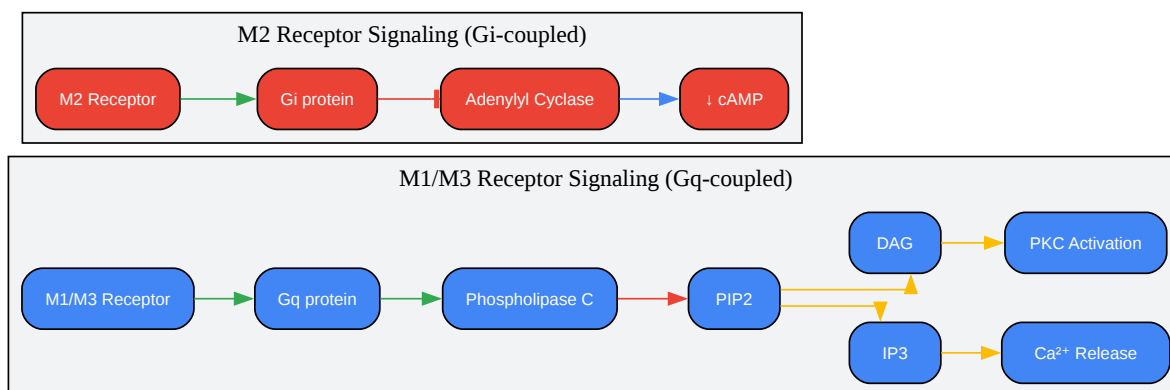 M2 Receptor Signaling (Gi-coupled)
M2 Receptor
Gi protein
Adenylyl Cyclase
↓ cAMP
M1/M3 Receptor Signaling (Gq-coupled)
M1/M3 Receptor
Gq protein
Phospholipase C
PIP2
DAG
PKC Activation
IP3
Ca²⁺ Release